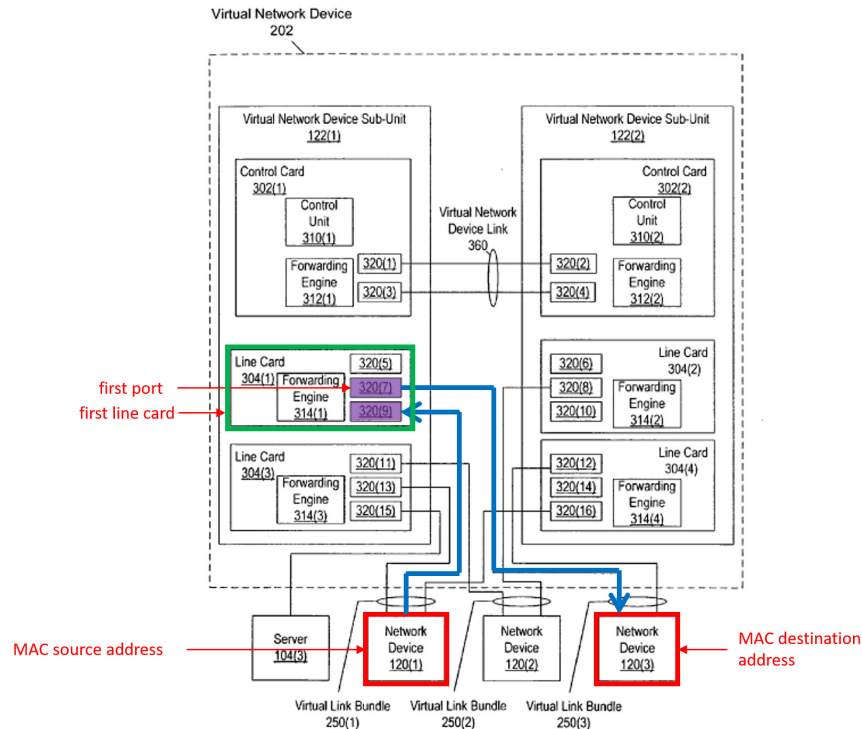 Virtual Network Device
202
Virtual Network Device Sub-Unit
122(1)
Control Card
302(1)
Control
Unit
310(1)
Forwarding
Engine
312(1)
320(1)
320(3)
Virtual Network
Device Link
360
Virtual Network Device Sub-Unit
122(2)
Control Card
302(2)
Control
Unit
310(2)
320(2)
320(4)
Forwarding
Engine
312(2)
Line Card
304(1)
Forwarding
Engine
314(1)
320(5)
320(7)
320(9)
first port
first line card
320(6)
320(8)
320(10)
Line Card
304(2)
Forwarding
Engine
314(2)
Line Card
304(3)
Forwarding
Engine
314(3)
320(11)
320(13)
320(15)
320(12)
320(14)
320(16)
Line Card
304(4)
Forwarding
Engine
314(4)
MAC source address
Server
104(3)
Network
Device
120(1)
Network
Device
120(2)
Network
Device
120(3)
MAC destination
address
Virtual Link Bundle
250(1)
Virtual Link Bundle
250(2)
Virtual Link Bundle
250(3)